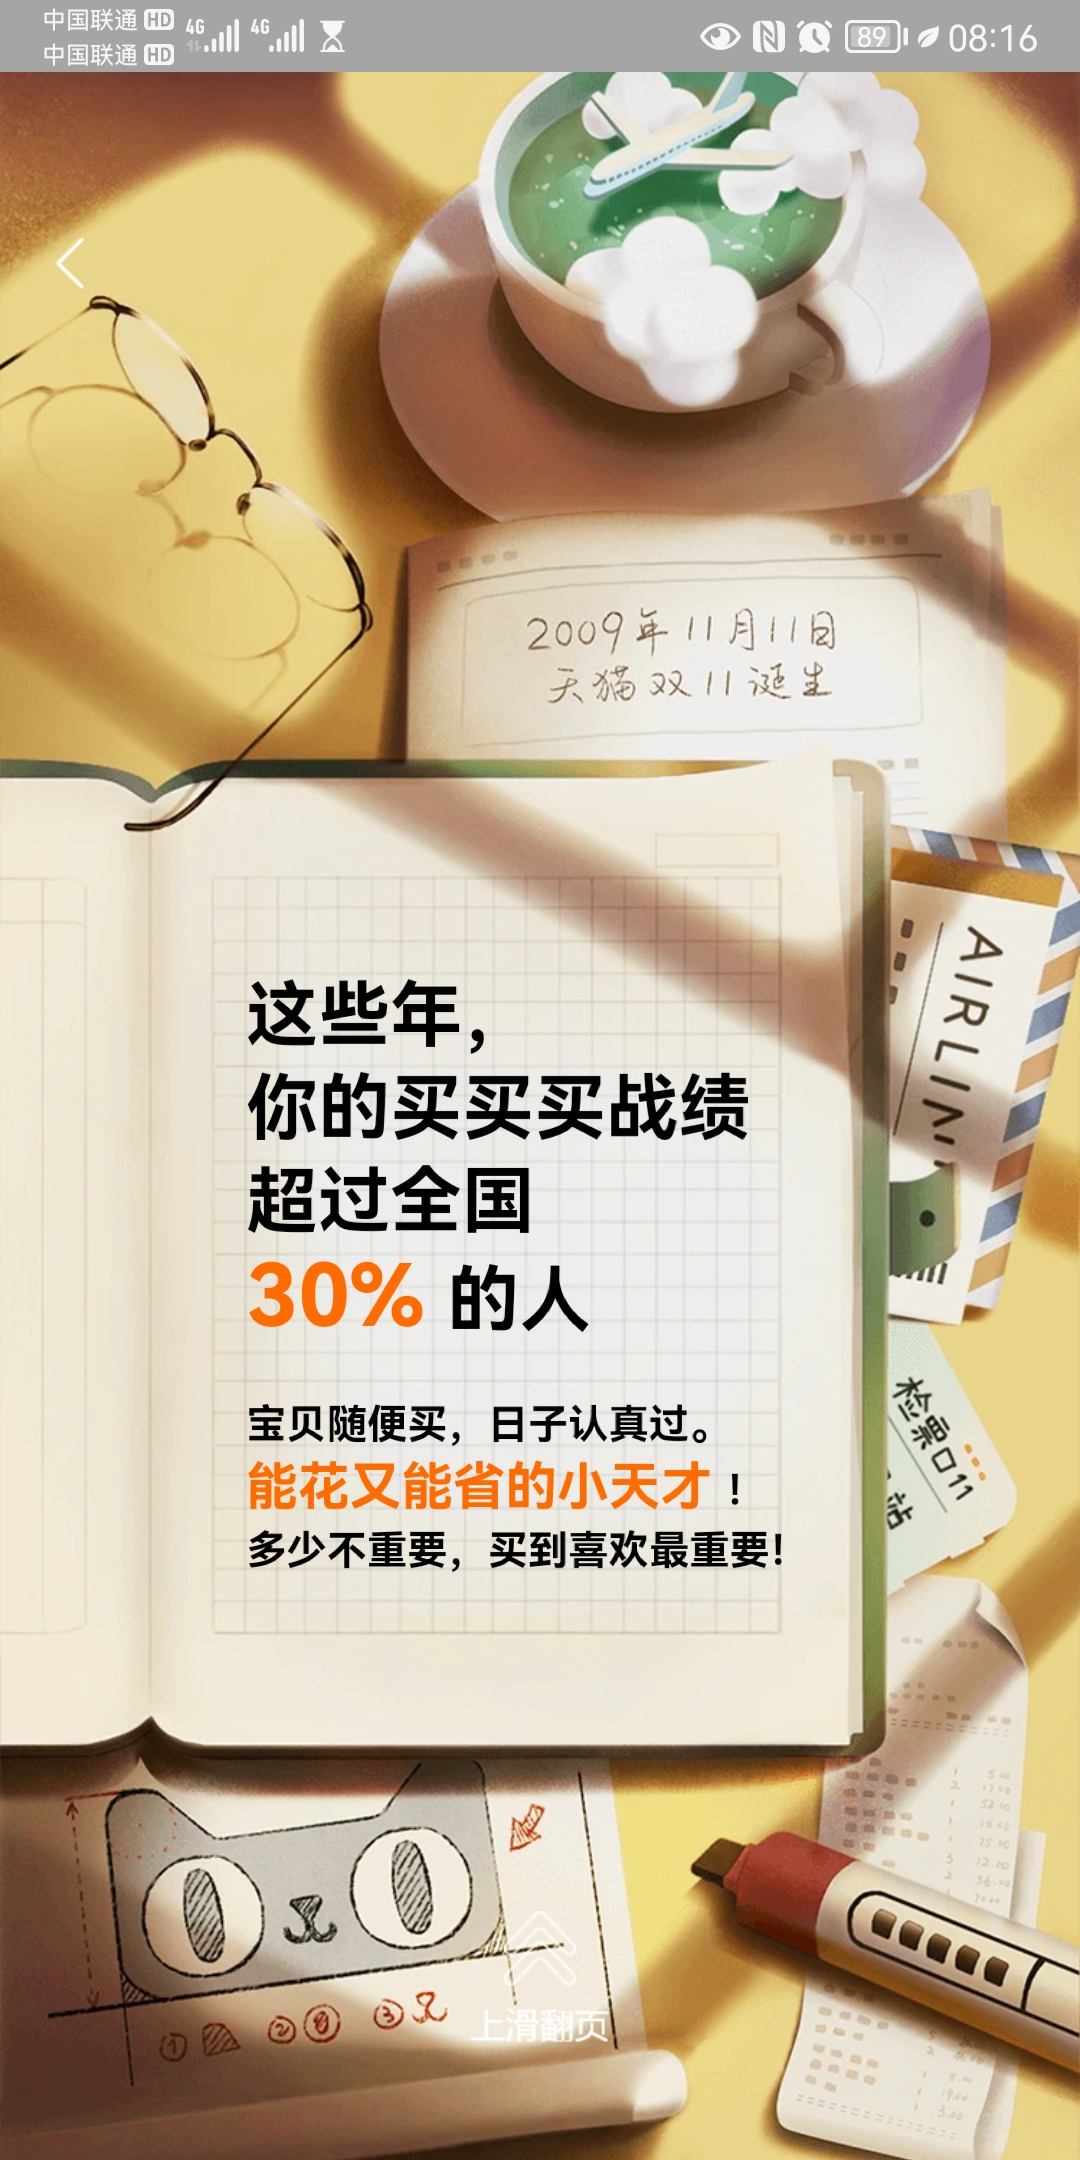 中国联通 HD
中国联通 HD
4G 4G
89 08:16
2009年11月11日
天猫双11诞生
AIRLIN
这些年，
你的买买买战绩
超过全国
30% 的人
宝贝随便买，日子认真过。
能花又能省的小天才！
多少不重要，买到喜欢最重要！
检票口11
站
① ② ③
上滑翻页